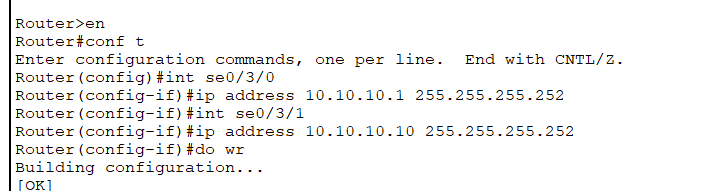 Router>en
Router#conf t
Enter configuration commands, one per line.  End with CNTL/Z.
Router(config)#int se0/3/0
Router(config-if)#ip address 10.10.10.1 255.255.255.252
Router(config-if)#int se0/3/1
Router(config-if)#ip address 10.10.10.10 255.255.255.252
Router(config-if)#do wr
Building configuration...
[OK]